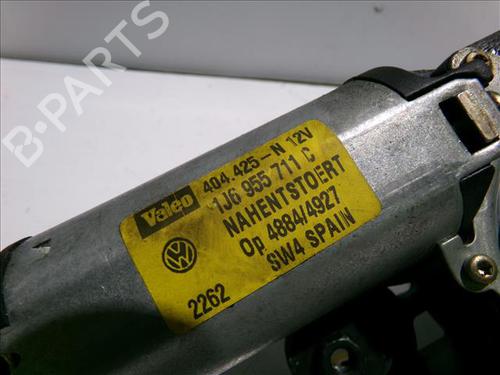 B-PARTS
Valeo 404 425-N 12V
1J6 955 711 C
NAHENTSTOERT
Op 4884/4927
SW4 SPAIN
2262